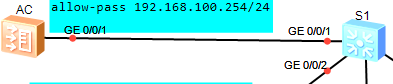 AC
allow-pass 192.168.100.254/24
S1
GE 0/0/1
GE 0/0/1
GE 0/0/2